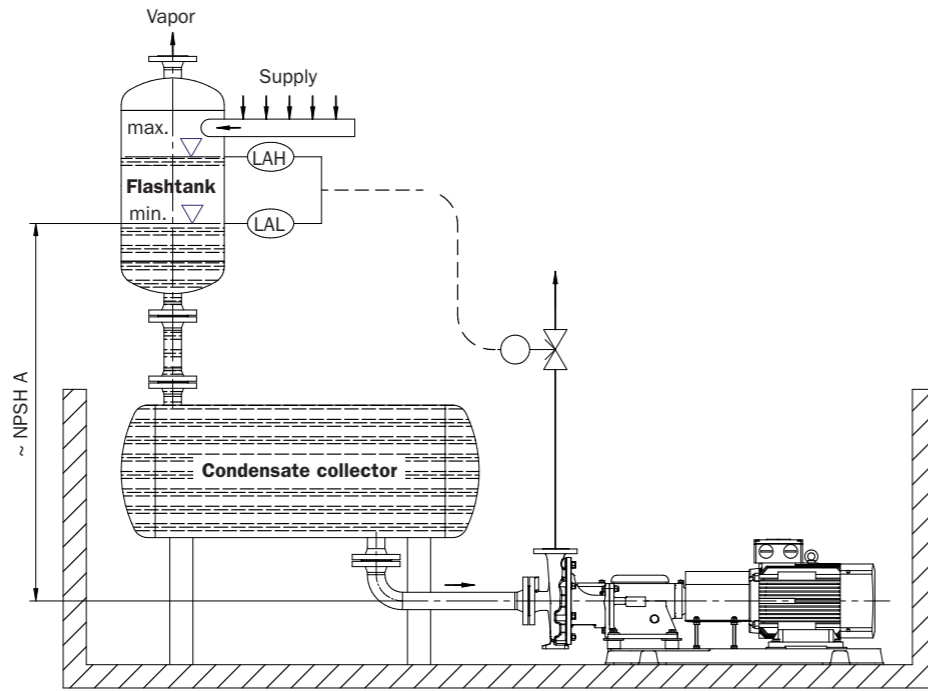 Vapor
Supply
max.
LAH
Flashtank
min.
LAL
~ NPSH A
Condensate collector